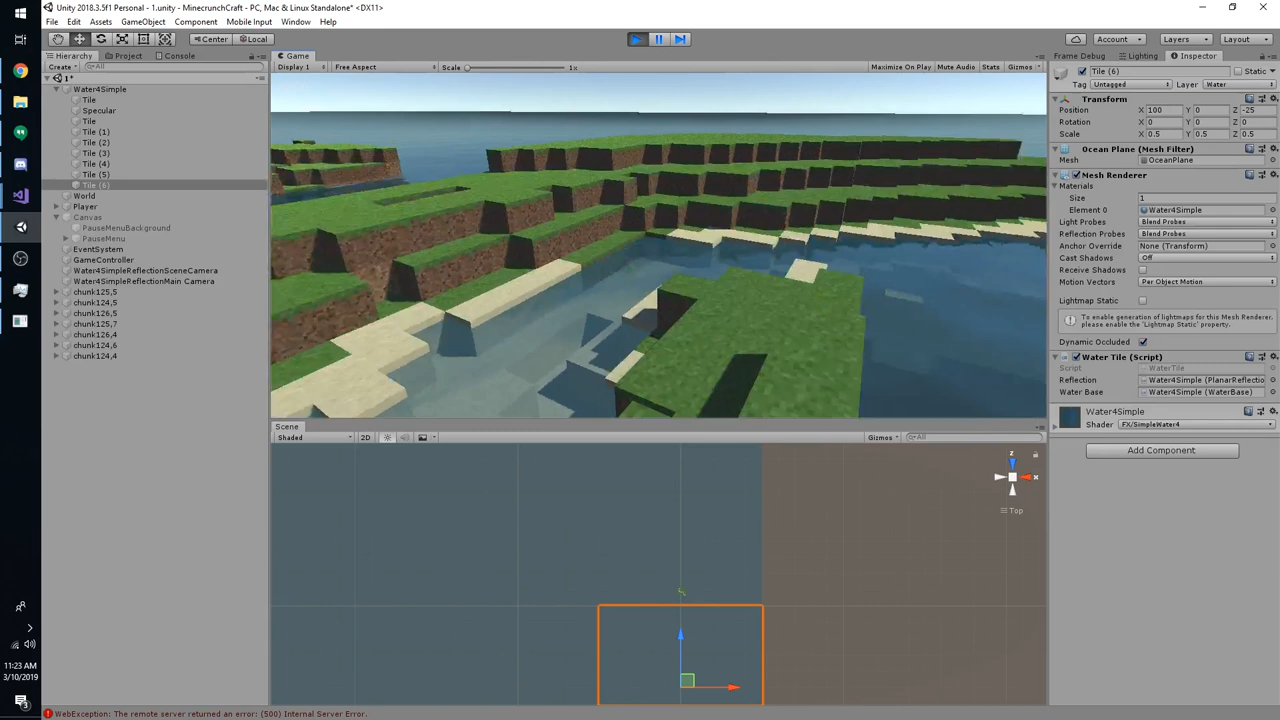 Unity 2018.3.5f1 Personal - 1.unity - MinecrunchCraft - PC, Mac & Linux Standalone* <DX11>
File Edit Assets GameObject Component Mobile Input Window Help
Center Local Account Layers Layout
Hierarchy Project Console
Create All
1*
Water4Simple
Tile
Specular
Tile
Tile (1)
Tile (2)
Tile (3)
Tile (4)
Tile (5)
Tile (6)
World
Player
Canvas
PauseMenuBackground
PauseMenu
EventSystem
GameController
Water4SimpleReflectionSceneCamera
Water4SimpleReflectionMain Camera
chunk125,5
chunk124,5
chunk126,5
chunk125,7
chunk126,4
chunk124,6
chunk124,4
Game
Display 1 Free Aspect Scale 1x Maximize On Play Mute Audio Stats Gizmos
Scene
Shaded 2D Gizmos All
z
x
Top
Frame Debug Lighting Inspector
Tile (6) Static
Tag Untagged Layer Water
Transform
Position X 100 Y 0 Z -25
Rotation X 0 Y 0 Z 0
Scale X 0.5 Y 0.5 Z 0.5
Ocean Plane (Mesh Filter)
Mesh OceanPlane
Mesh Renderer
Materials
Size 1
Element 0 Water4Simple
Light Probes Blend Probes
Reflection Probes Blend Probes
Anchor Override None (Transform)
Cast Shadows Off
Receive Shadows
Motion Vectors Per Object Motion
Lightmap Static
To enable generation of lightmaps for this Mesh Renderer, please enable the 'Lightmap Static' property.
Dynamic Occluded
Water Tile (Script)
Script WaterTile
Reflection Water4Simple (PlanarReflectio
Water Base Water4Simple (WaterBase)
Water4Simple
Shader FX/SimpleWater4
Add Component
11:23 AM
3/10/2019
3
WebException: The remote server returned an error: (500) Internal Server Error.